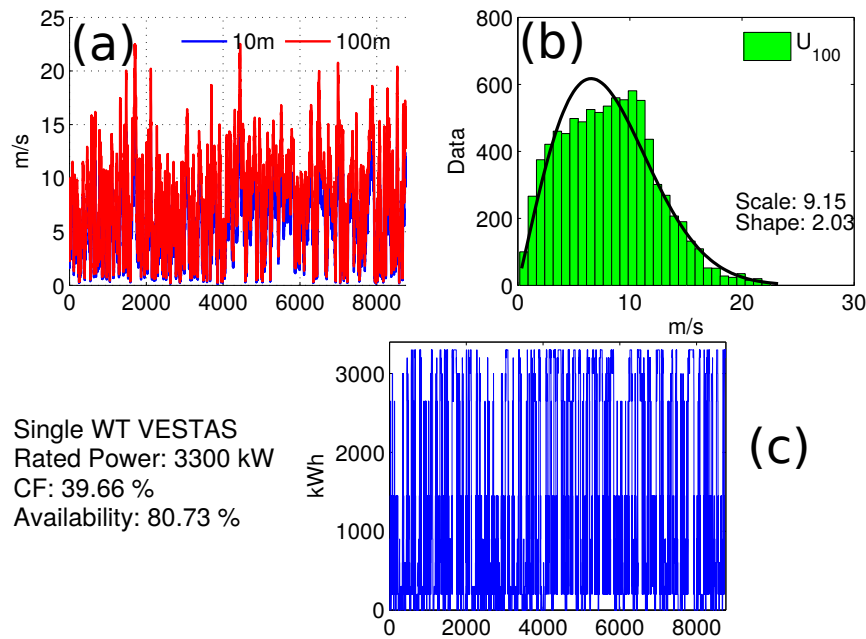 (a)
10m 100m
25
20
15
10
5
0
m/s
0 2000 4000 6000 8000
(b)
U100
800
600
400
200
0
Data
Scale: 9.15
Shape: 2.03
0 10 20 30
m/s
Single WT VESTAS
Rated Power: 3300 kW
CF: 39.66 %
Availability: 80.73 %
3000
2000
1000
0
kWh
0 2000 4000 6000 8000
(c)